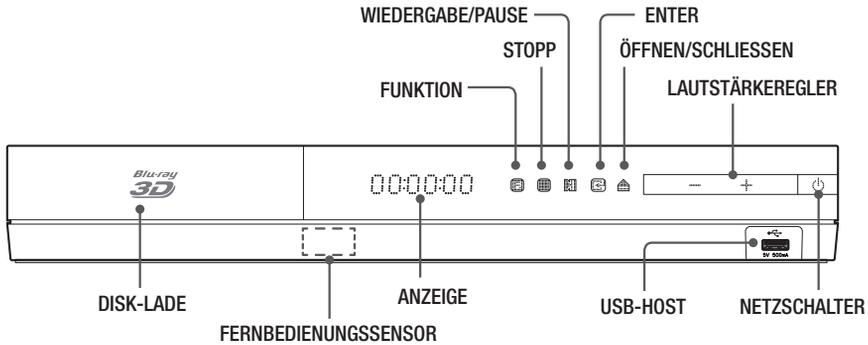 WIEDERGABE/PAUSE
ENTER
STOPP
ÖFFNEN/SCHLIESSEN
FUNKTION
LAUTSTÄRKEREGLER
Blu-ray
3D
00:00:00
- +
5V 500mA
DISK-LADE
ANZEIGE
USB-HOST
NETZSCHALTER
FERNBEDIENUNGSSENSOR